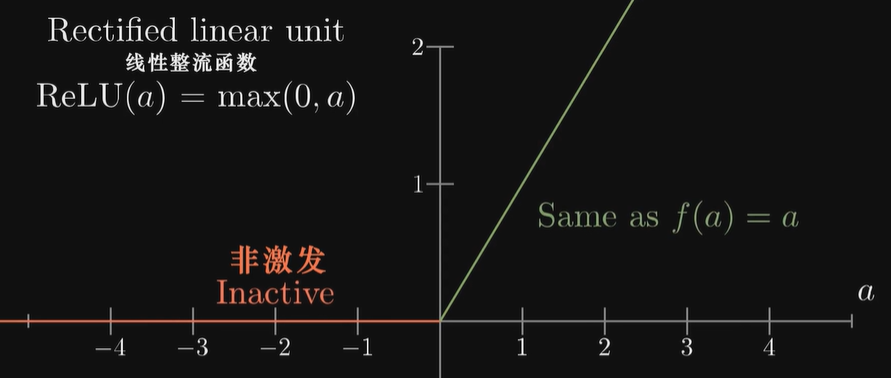 Rectified linear unit
线性整流函数
ReLU(a) = max(0, a)
2
1
Same as f(a) = a
非激发
Inactive
a
−4 −3 −2 −1 1 2 3 4